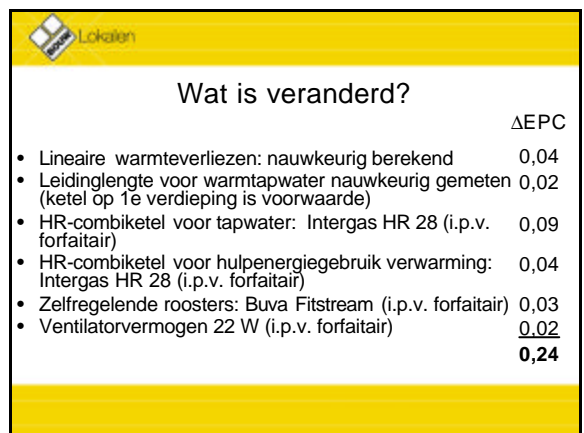 BOUW Lokalen
Wat is veranderd?
∆EPC
• Lineaire warmteverliezen: nauwkeurig berekend 0,04
• Leidinglengte voor warmtapwater nauwkeurig gemeten 0,02
(ketel op 1e verdieping is voorwaarde)
• HR-combiketel voor tapwater: Intergas HR 28 (i.p.v. 0,09
forfaitair)
• HR-combiketel voor hulpenergiegebruik verwarming: 0,04
Intergas HR 28 (i.p.v. forfaitair)
• Zelfregelende roosters: Buva Fitstream (i.p.v. forfaitair) 0,03
• Ventilatorvermogen 22 W (i.p.v. forfaitair) 0,02
0,24